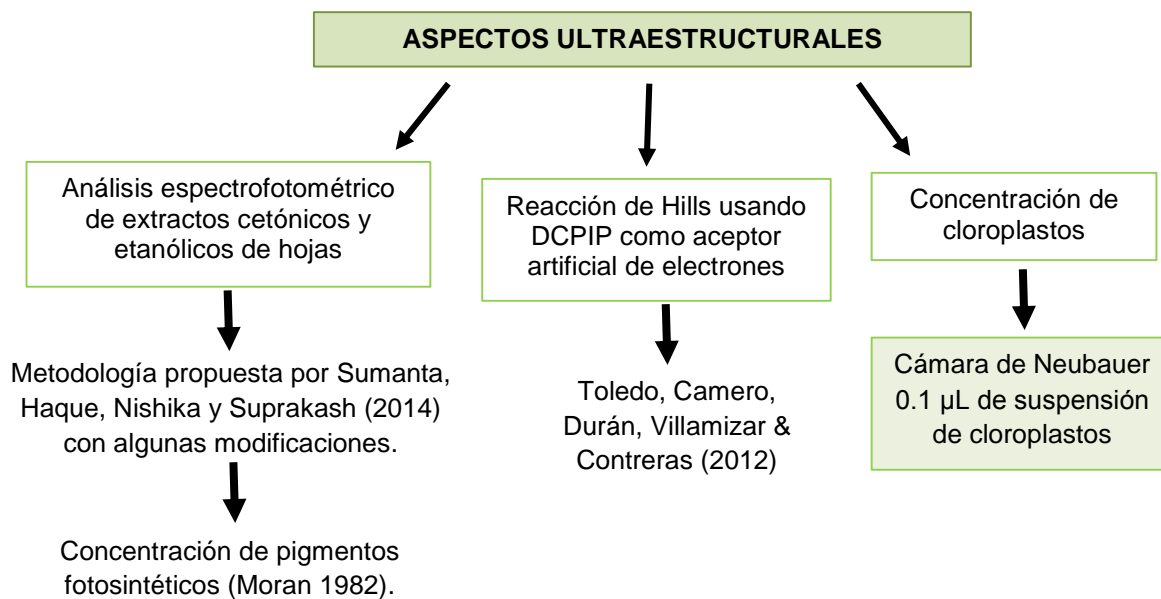 ASPECTOS ULTRAESTRUCTURALES
Análisis espectrofotométrico
de extractos cetónicos y
etanólicos de hojas
Metodología propuesta por Sumanta,
Haque, Nishika y Suprakash (2014)
con algunas modificaciones.
Concentración de pigmentos
fotosintéticos (Moran 1982).
Reacción de Hills usando
DCPIP como aceptor
artificial de electrones
Toledo, Camero,
Durán, Villamizar &
Contreras (2012)
Concentración de
cloroplastos
Cámara de Neubauer
0.1 µL de suspensión
de cloroplastos